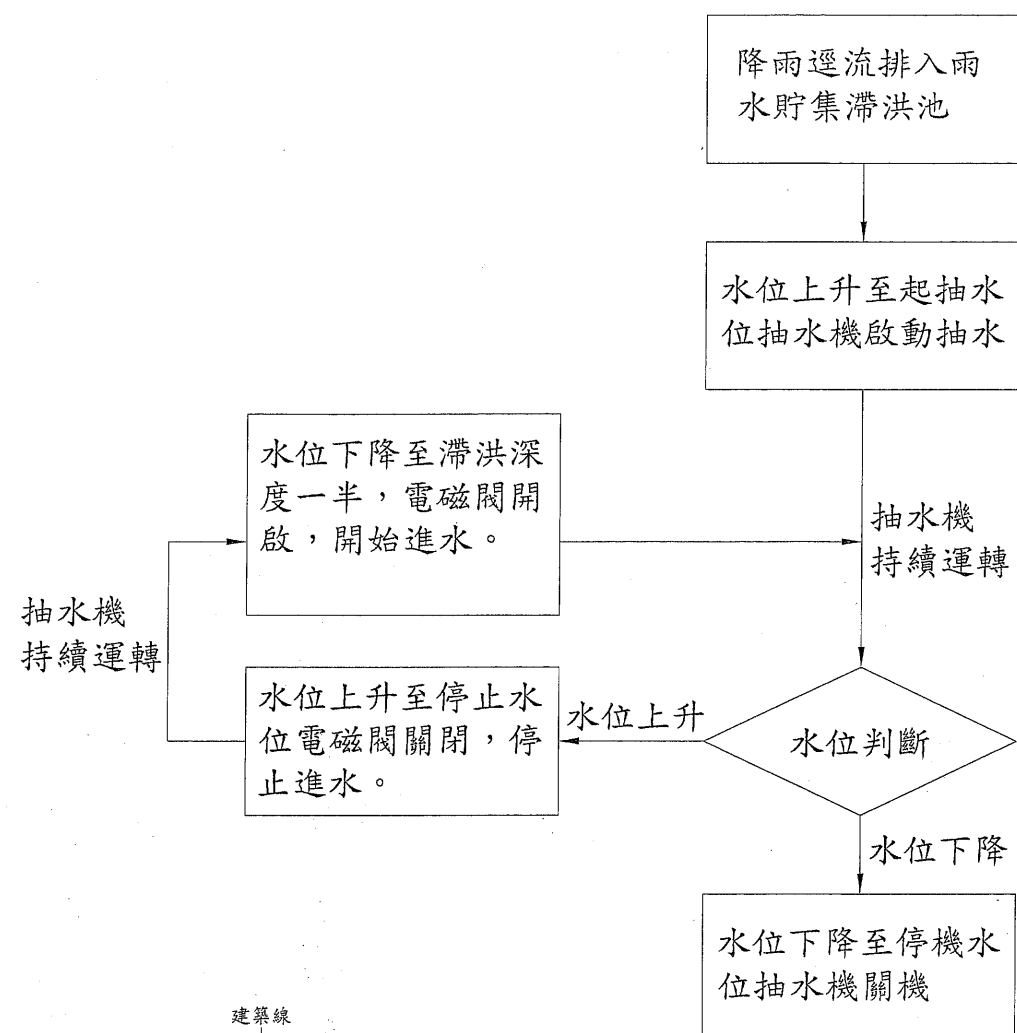 降雨逕流排入雨
水貯集滯洪池
水位上升至起抽水
位抽水機啟動抽水
水位下降至滯洪深
度一半，電磁閥開
啟，開始進水。
抽水機
持續運轉
抽水機
持續運轉
水位上升至停止水
位電磁閥關閉，停
止進水。
水位上升
水位判斷
水位下降
水位下降至停機水
位抽水機關機
建築線